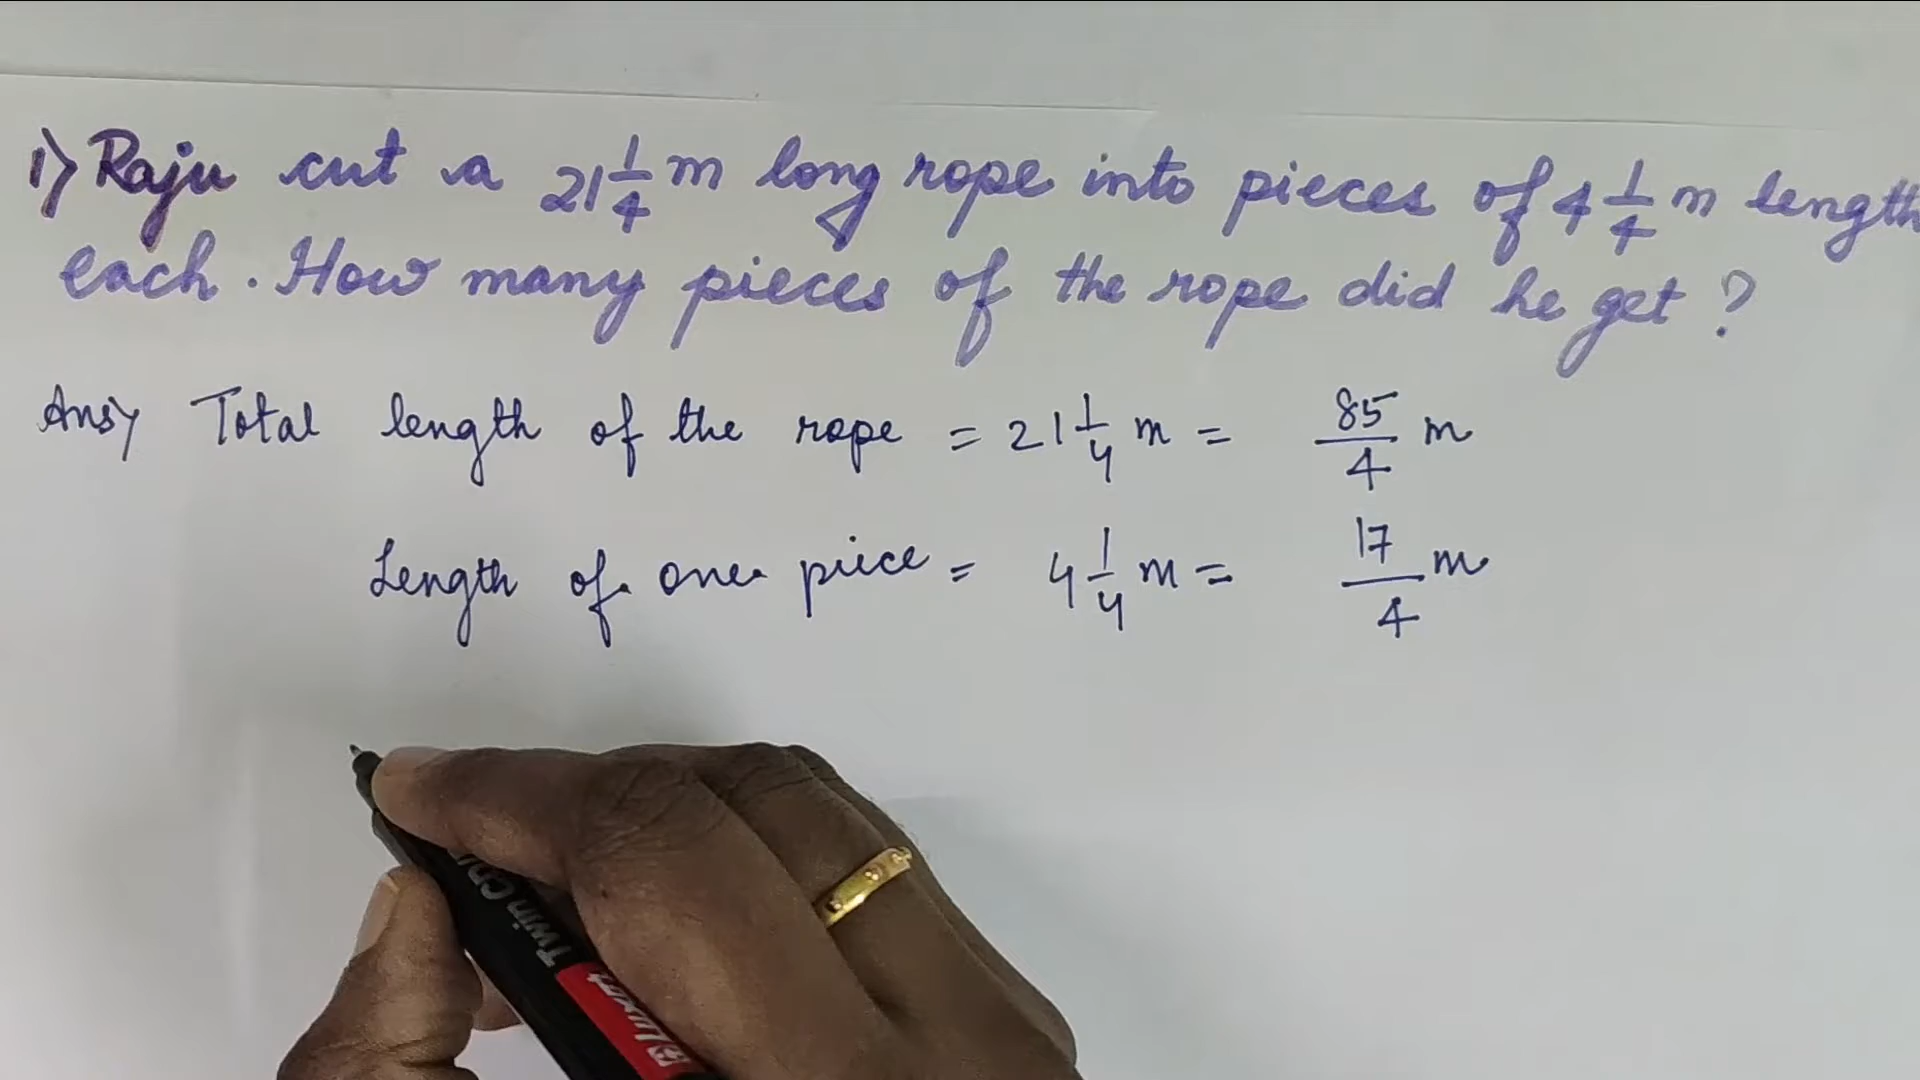 1) Raju cut a 21 1/4 m long rope into pieces of 4 1/4 m length
each. How many pieces of the rope did he get ?
Ans) Total length of the rope = 21 1/4 m = 85/4 m
Length of one piece = 4 1/4 m = 17/4 m
Twin
Luxor